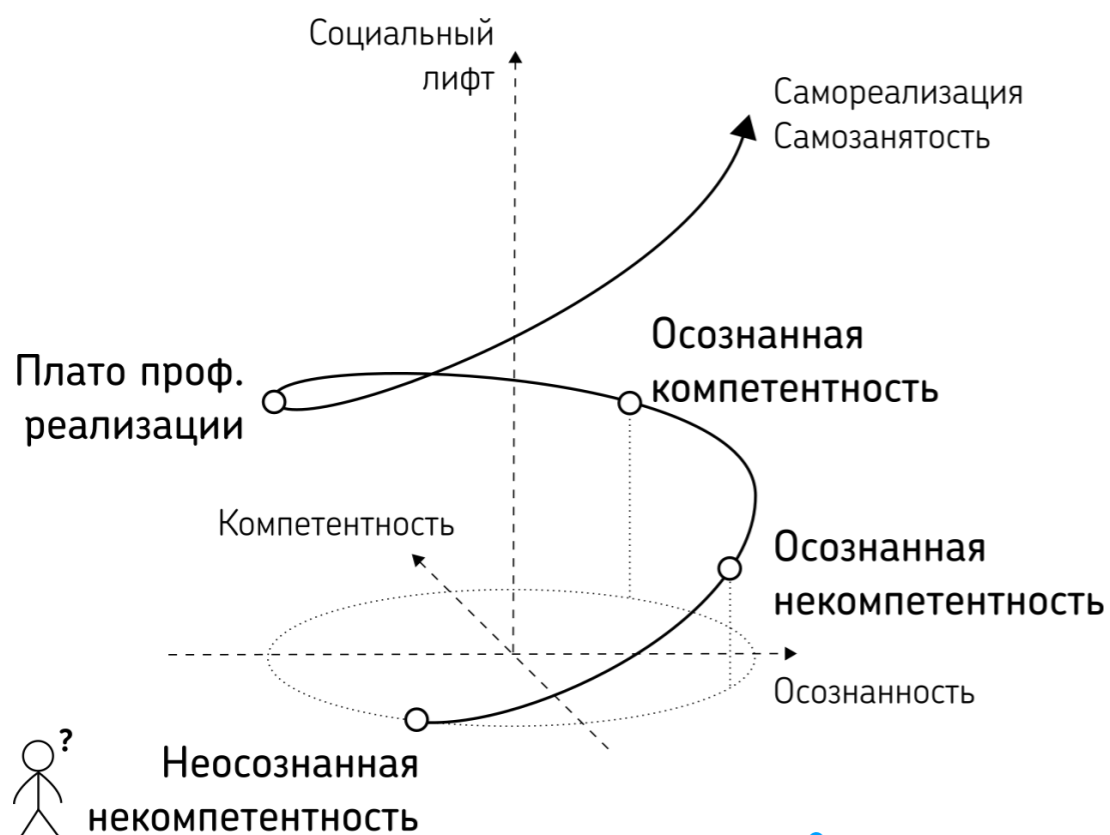 Социальный
лифт
Самореализация
Самозанятость
Осознанная
компетентность
Плато проф.
реализации
Компетентность
Осознанная
некомпетентность
Осознанность
?
Неосознанная
некомпетентность